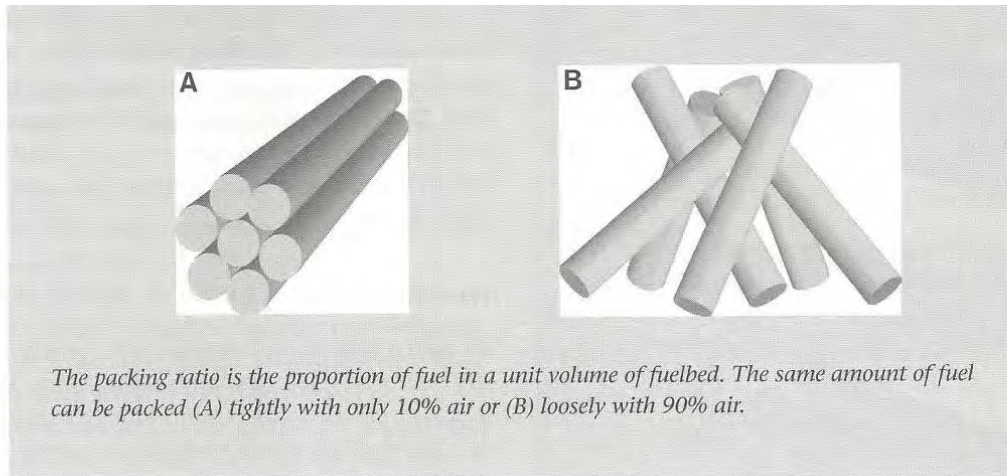 A
B
The packing ratio is the proportion of fuel in a unit volume of fuelbed. The same amount of fuel
can be packed (A) tightly with only 10% air or (B) loosely with 90% air.